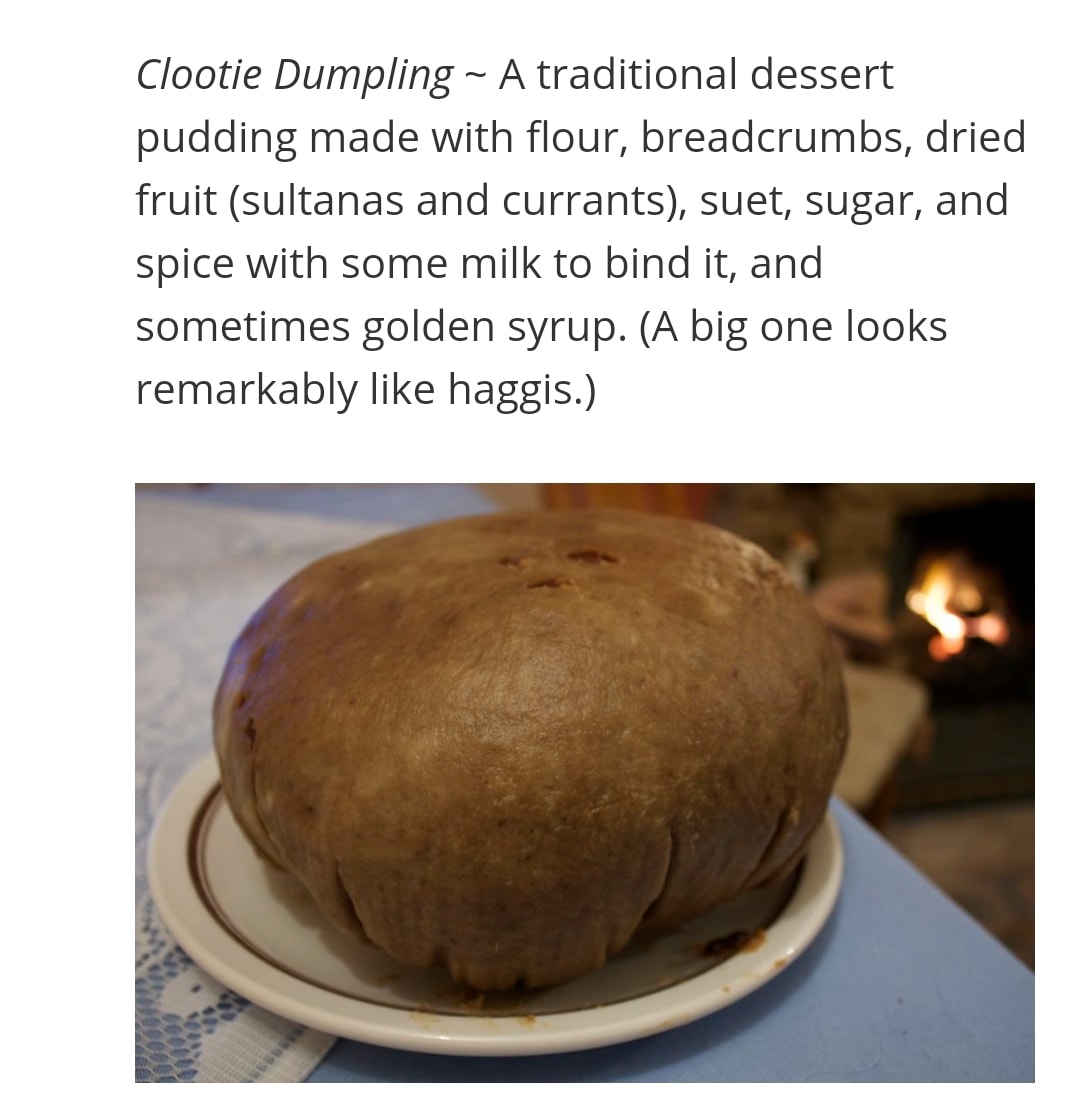 Clootie Dumpling ~ A traditional dessert
pudding made with flour, breadcrumbs, dried
fruit (sultanas and currants), suet, sugar, and
spice with some milk to bind it, and
sometimes golden syrup. (A big one looks
remarkably like haggis.)